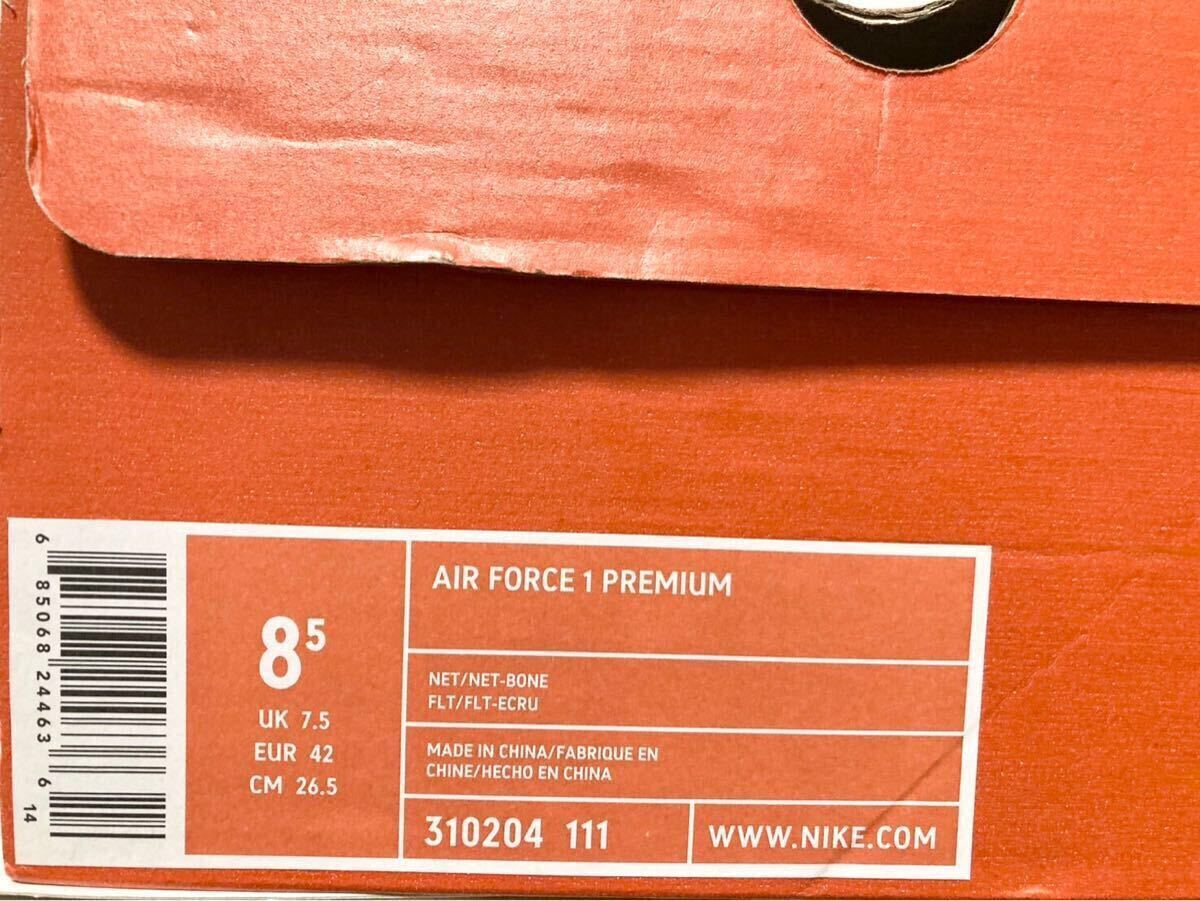 6 85068 24463 6 14
8⁵
UK 7.5
EUR 42
CM 26.5
AIR FORCE 1 PREMIUM
NET/NET-BONE
FLT/FLT-ECRU
MADE IN CHINA/FABRIQUE EN
CHINE/HECHO EN CHINA
310204 111
WWW.NIKE.COM